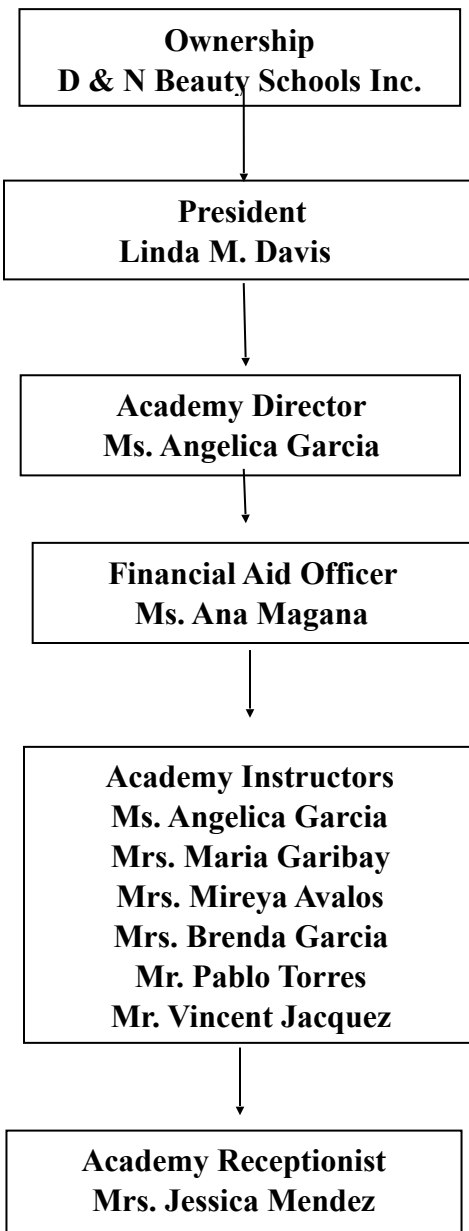 Ownership
D & N Beauty Schools Inc.
President
Linda M. Davis
Academy Director
Ms. Angelica Garcia
Financial Aid Officer
Ms. Ana Magana
Academy Instructors
Ms. Angelica Garcia
Mrs. Maria Garibay
Mrs. Mireya Avalos
Mrs. Brenda Garcia
Mr. Pablo Torres
Mr. Vincent Jacquez
Academy Receptionist
Mrs. Jessica Mendez